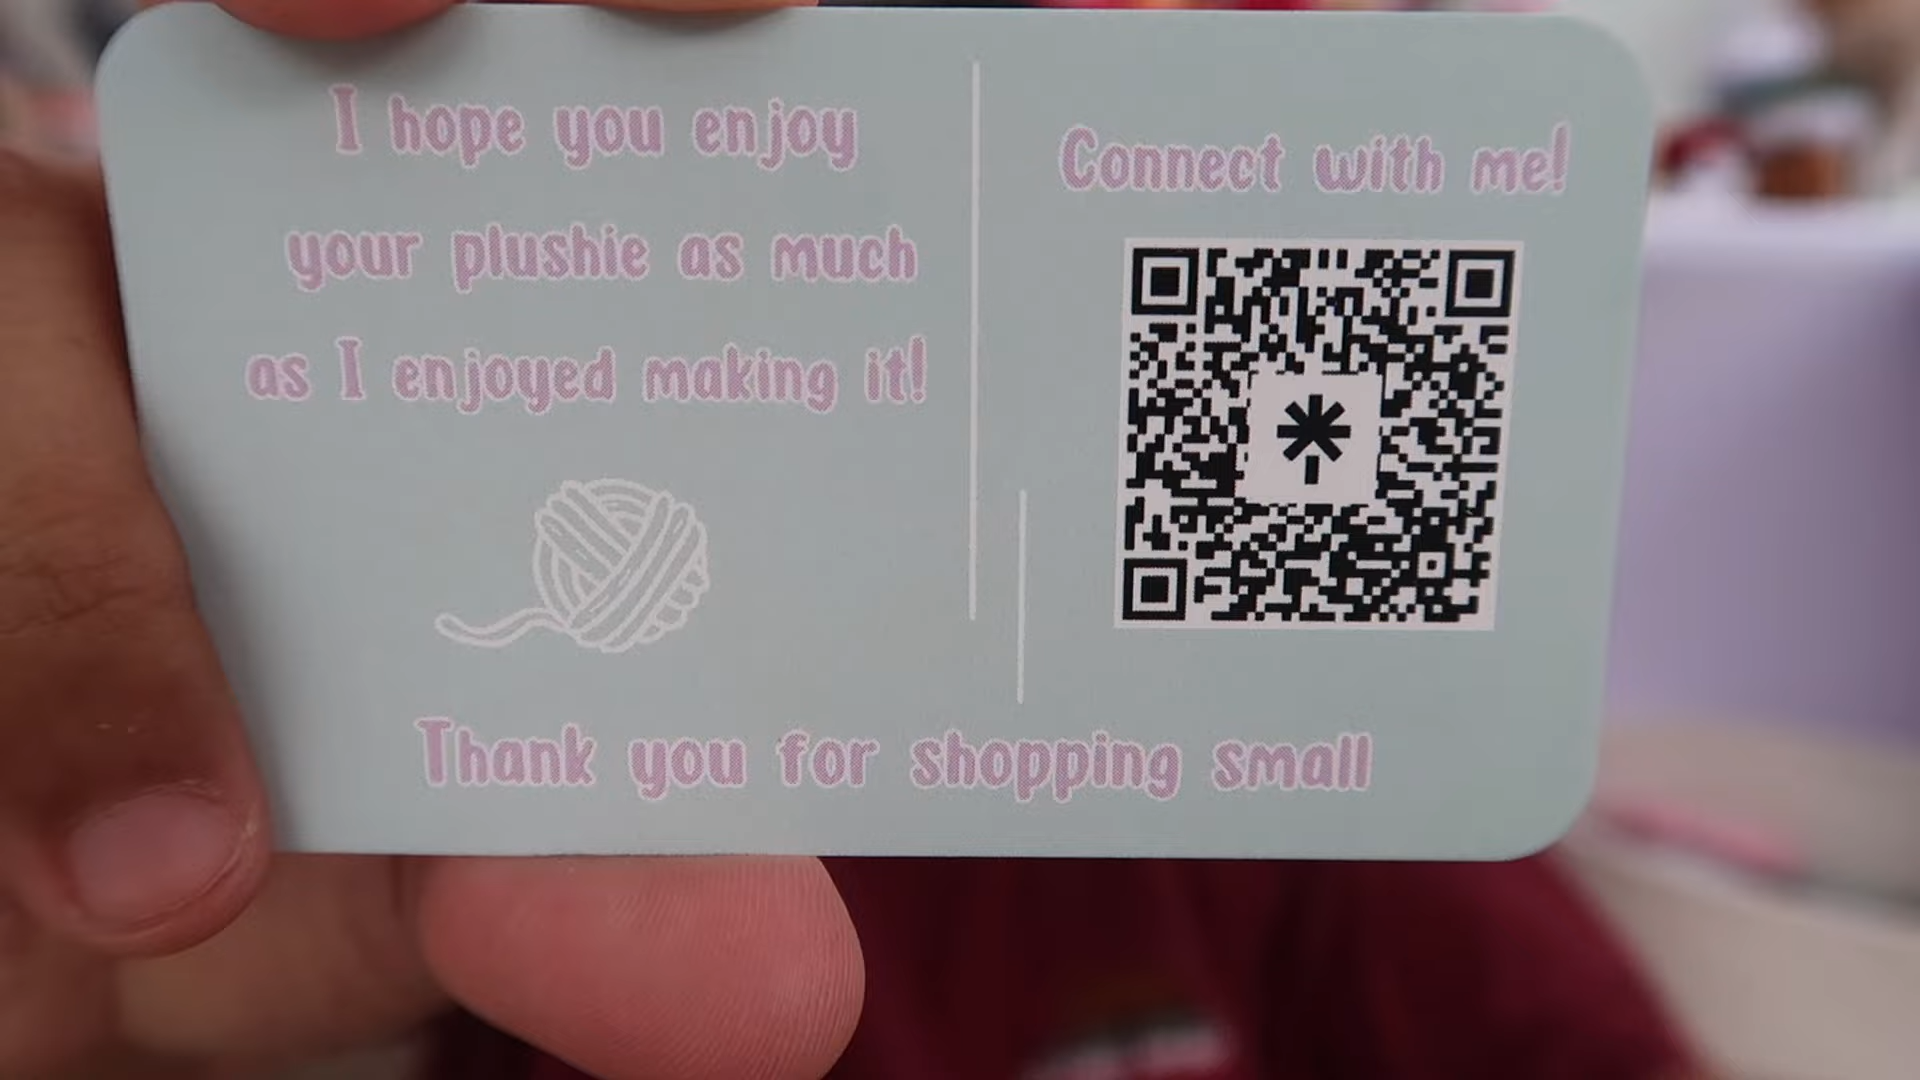 I hope you enjoy
your plushie as much
as I enjoyed making it!
Connect with me!
Thank you for shopping small